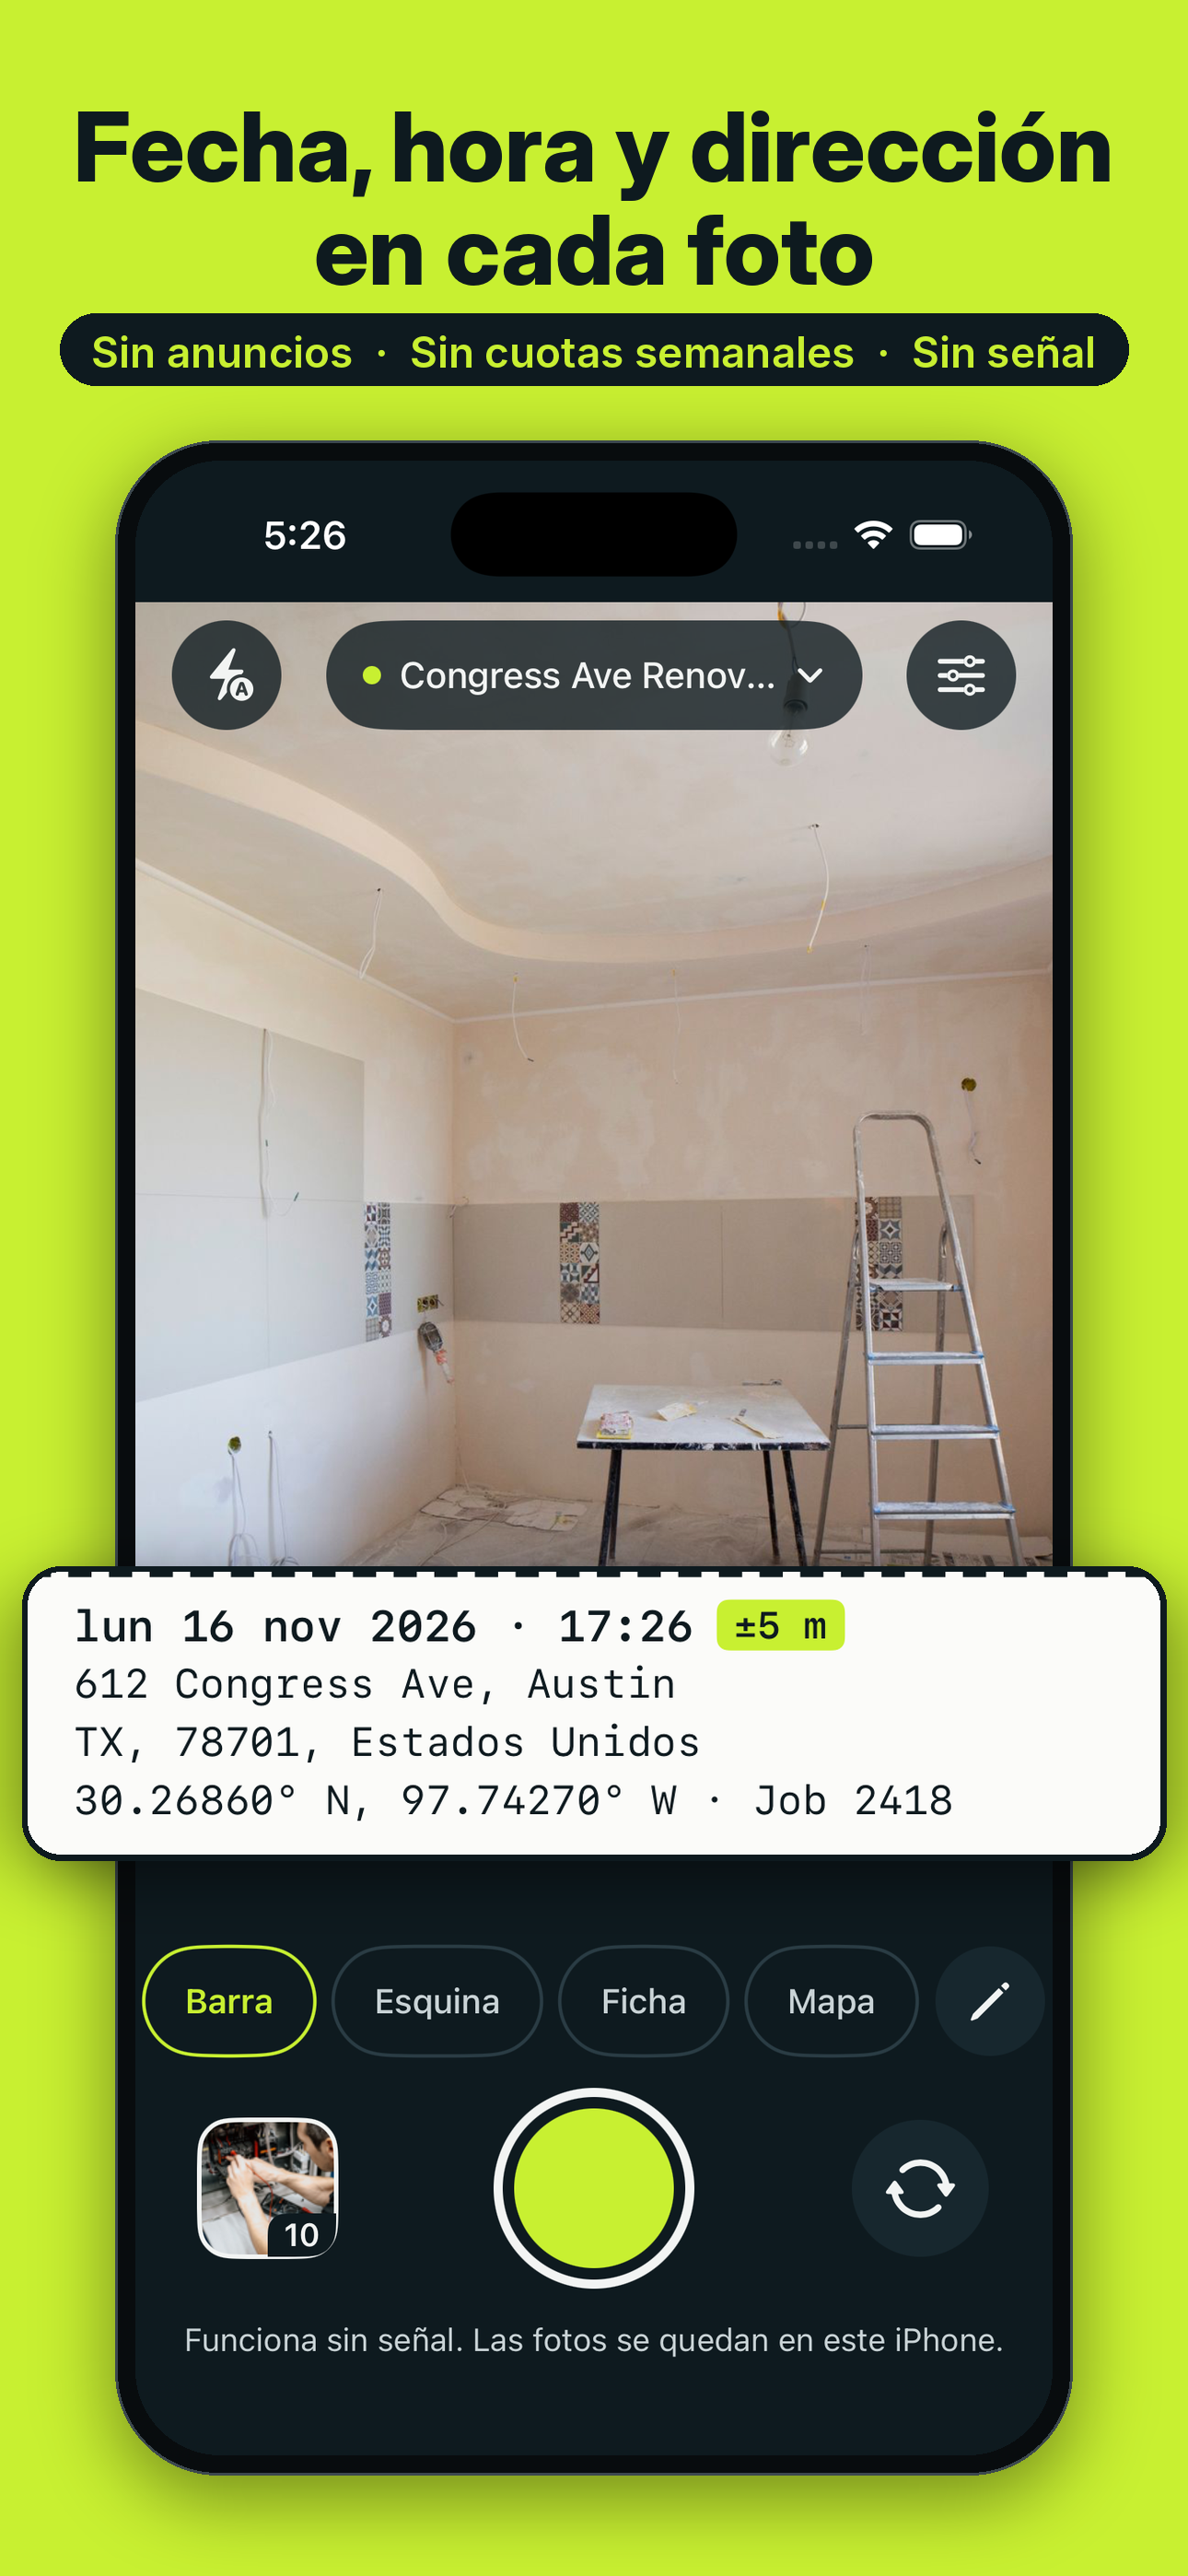 Fecha, hora y dirección
en cada foto
Sin anuncios · Sin cuotas semanales · Sin señal
5:26
A
Congress Ave Renov...
lun 16 nov 2026 · 17:26 ±5 m
612 Congress Ave, Austin
TX, 78701, Estados Unidos
30.26860° N, 97.74270° W · Job 2418
Barra Esquina Ficha Mapa
10
Funciona sin señal. Las fotos se quedan en este iPhone.